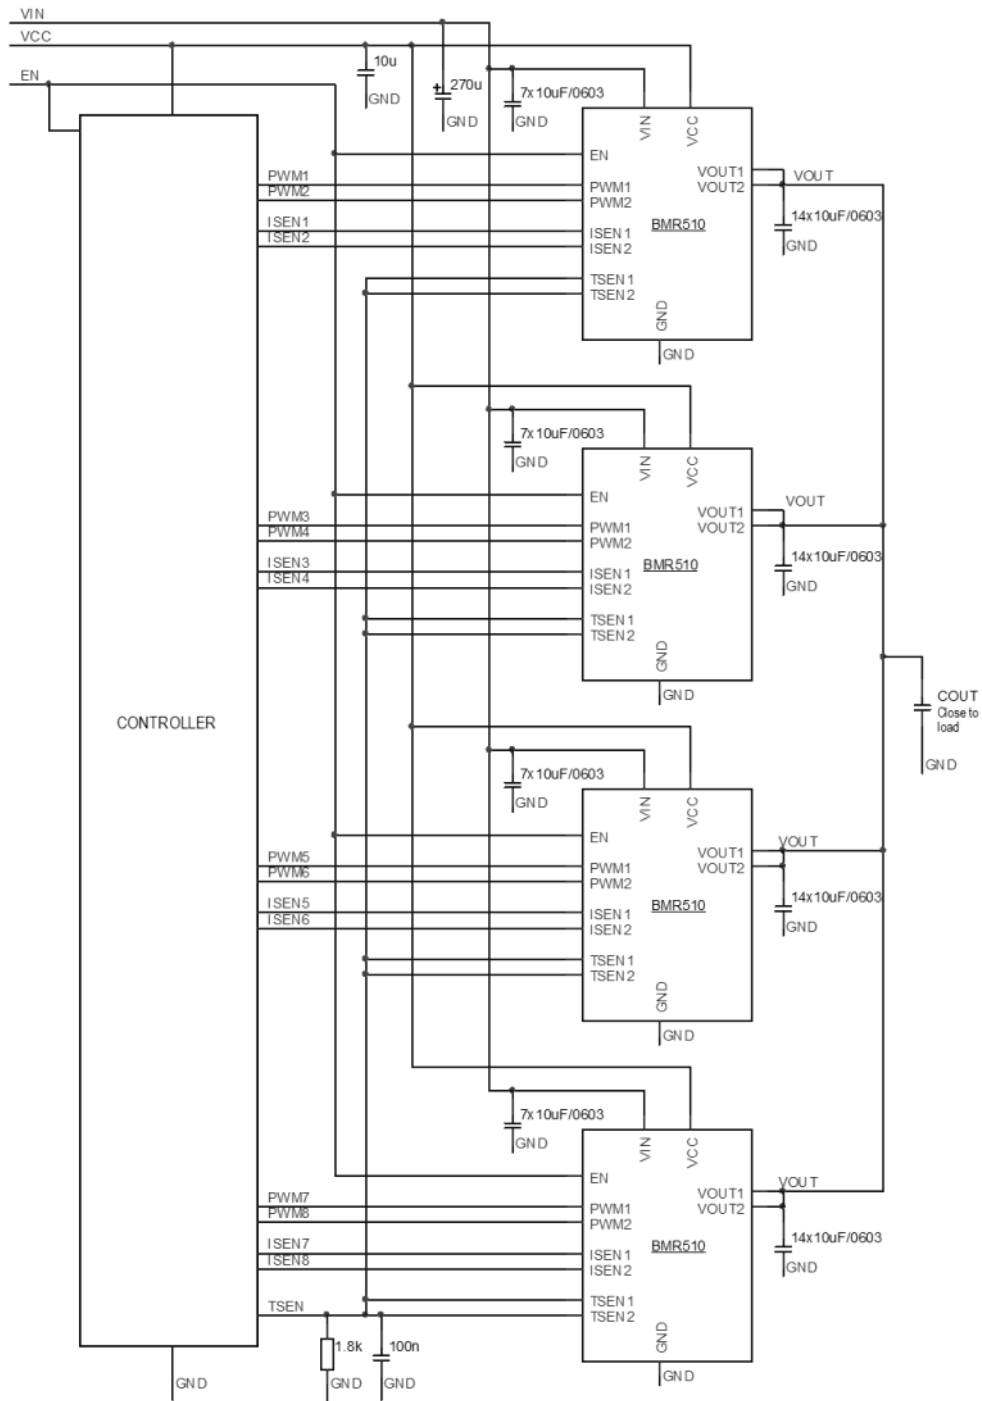 VIN
VCC
EN
10u
GND
270u
GND
7x10uF/0603
GND
VIN
VCC
EN
PWM1
PWM2
ISEN1
ISEN2
PWM1
PWM2
ISEN1
ISEN2
TSEN1
TSEN2
BMR510
VOUT1
VOUT2
VOUT
14x10uF/0603
GND
GND
GND
7x10uF/0603
GND
VIN
VCC
EN
PWM3
PWM4
ISEN3
ISEN4
PWM1
PWM2
ISEN1
ISEN2
TSEN1
TSEN2
BMR510
VOUT1
VOUT2
VOUT
14x10uF/0603
GND
GND
GND
CONTROLLER
COUT
Close to
load
GND
7x10uF/0603
GND
VIN
VCC
EN
PWM5
PWM6
ISEN5
ISEN6
PWM1
PWM2
ISEN1
ISEN2
TSEN1
TSEN2
BMR510
VOUT1
VOUT2
VOUT
14x10uF/0603
GND
GND
GND
7x10uF/0603
GND
VIN
VCC
EN
PWM7
PWM8
ISEN7
ISEN8
TSEN
PWM1
PWM2
ISEN1
ISEN2
TSEN1
TSEN2
BMR510
VOUT1
VOUT2
VOUT
14x10uF/0603
GND
GND
GND
1.8k
GND
100n
GND
GND